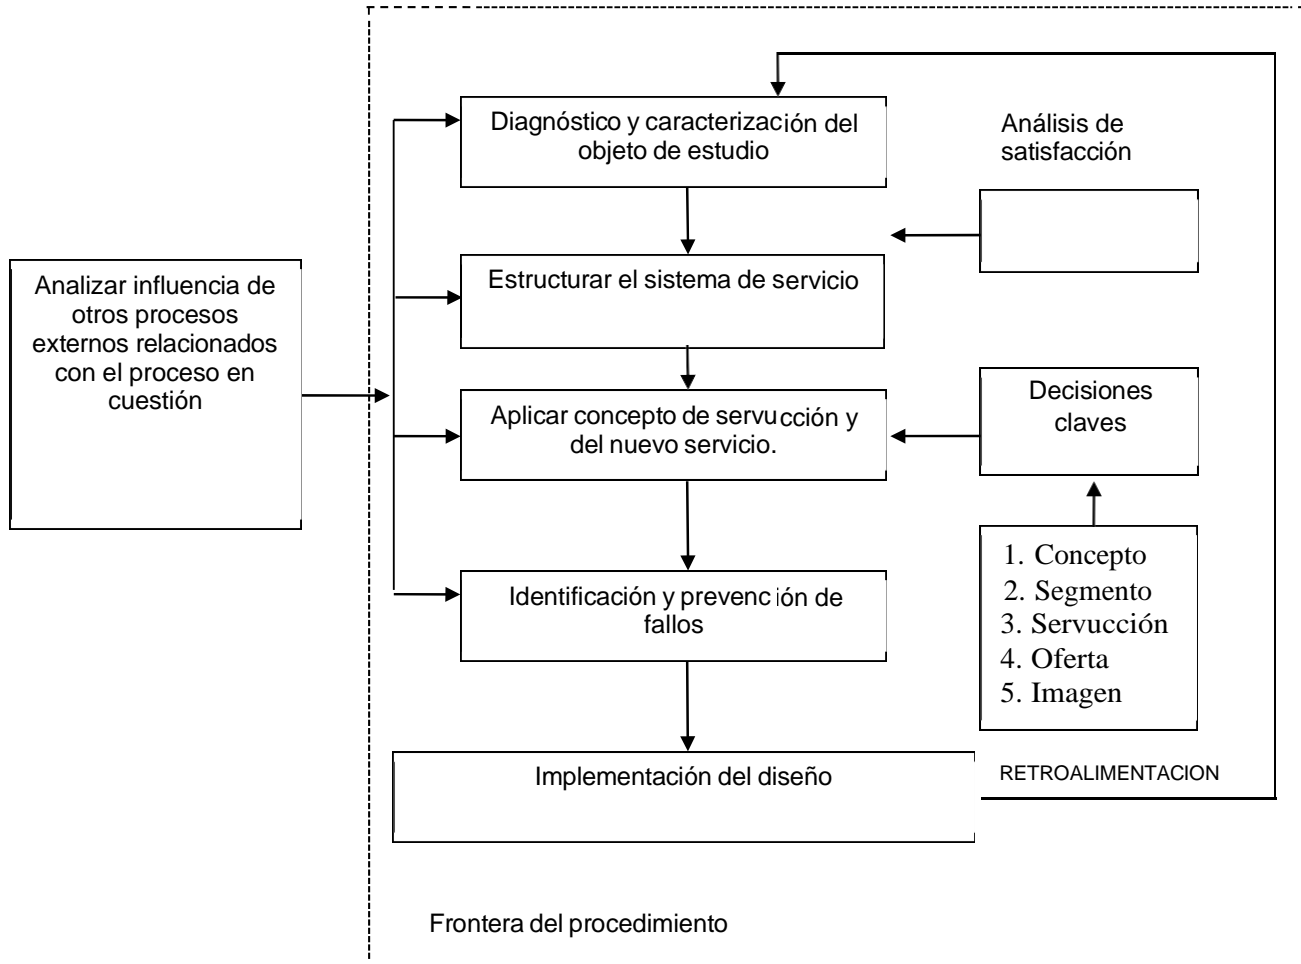 Diagnóstico y caracterización del
objeto de estudio
Análisis de
satisfacción
Analizar influencia de
otros procesos
externos relacionados
con el proceso en
cuestión
Estructurar el sistema de servicio
Aplicar concepto de servucción y
del nuevo servicio.
Decisiones
claves
Identificación y prevención de
fallos
1. Concepto
2. Segmento
3. Servucción
4. Oferta
5. Imagen
Implementación del diseño
RETROALIMENTACION
Frontera del procedimiento